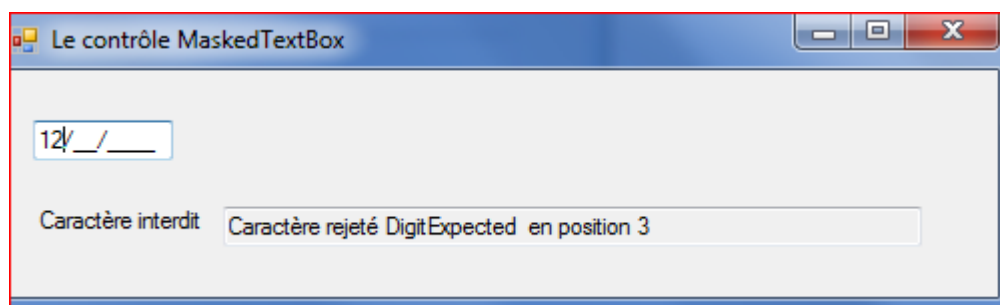 Le contrôle MaskedTextBox
12/__/____
Caractère interdit Caractère rejeté DigitExpected en position 3